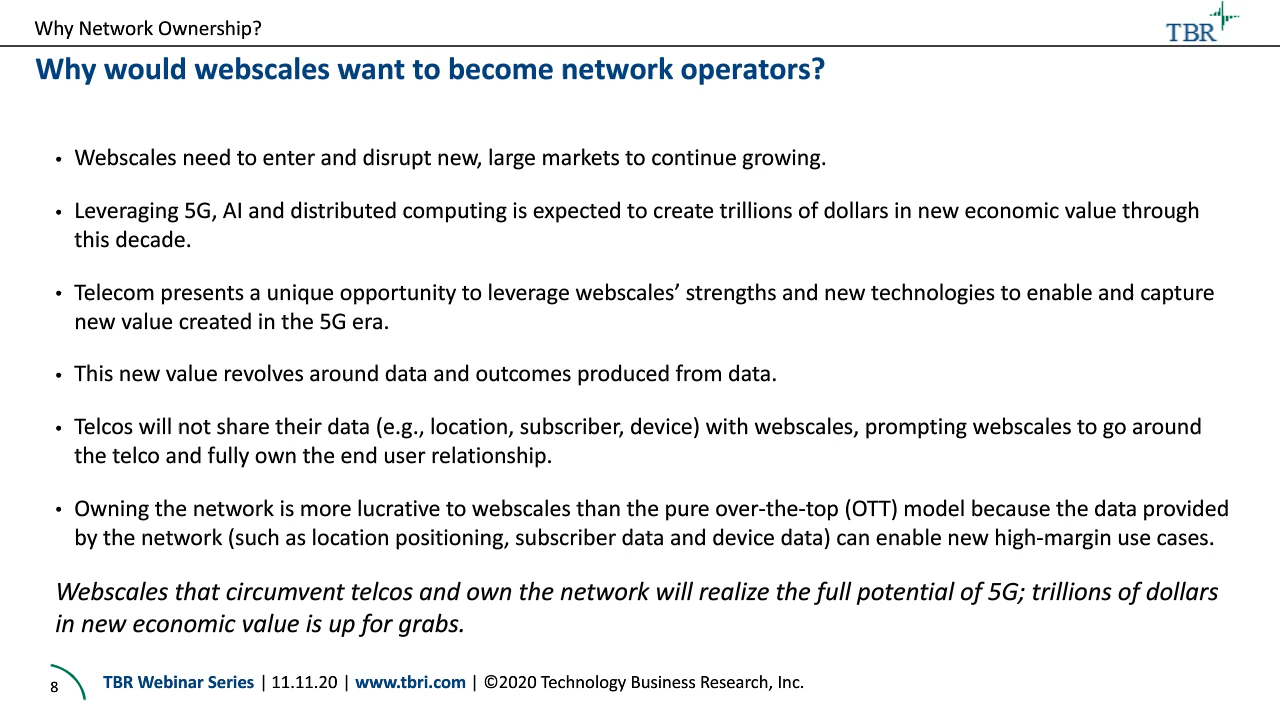 Why Network Ownership?
TBR
Why would webscales want to become network operators?
• Webscales need to enter and disrupt new, large markets to continue growing.
• Leveraging 5G, AI and distributed computing is expected to create trillions of dollars in new economic value through
this decade.
• Telecom presents a unique opportunity to leverage webscales’ strengths and new technologies to enable and capture
new value created in the 5G era.
• This new value revolves around data and outcomes produced from data.
• Telcos will not share their data (e.g., location, subscriber, device) with webscales, prompting webscales to go around
the telco and fully own the end user relationship.
• Owning the network is more lucrative to webscales than the pure over-the-top (OTT) model because the data provided
by the network (such as location positioning, subscriber data and device data) can enable new high-margin use cases.
Webscales that circumvent telcos and own the network will realize the full potential of 5G; trillions of dollars
in new economic value is up for grabs.
8 TBR Webinar Series | 11.11.20 | www.tbri.com | ©2020 Technology Business Research, Inc.